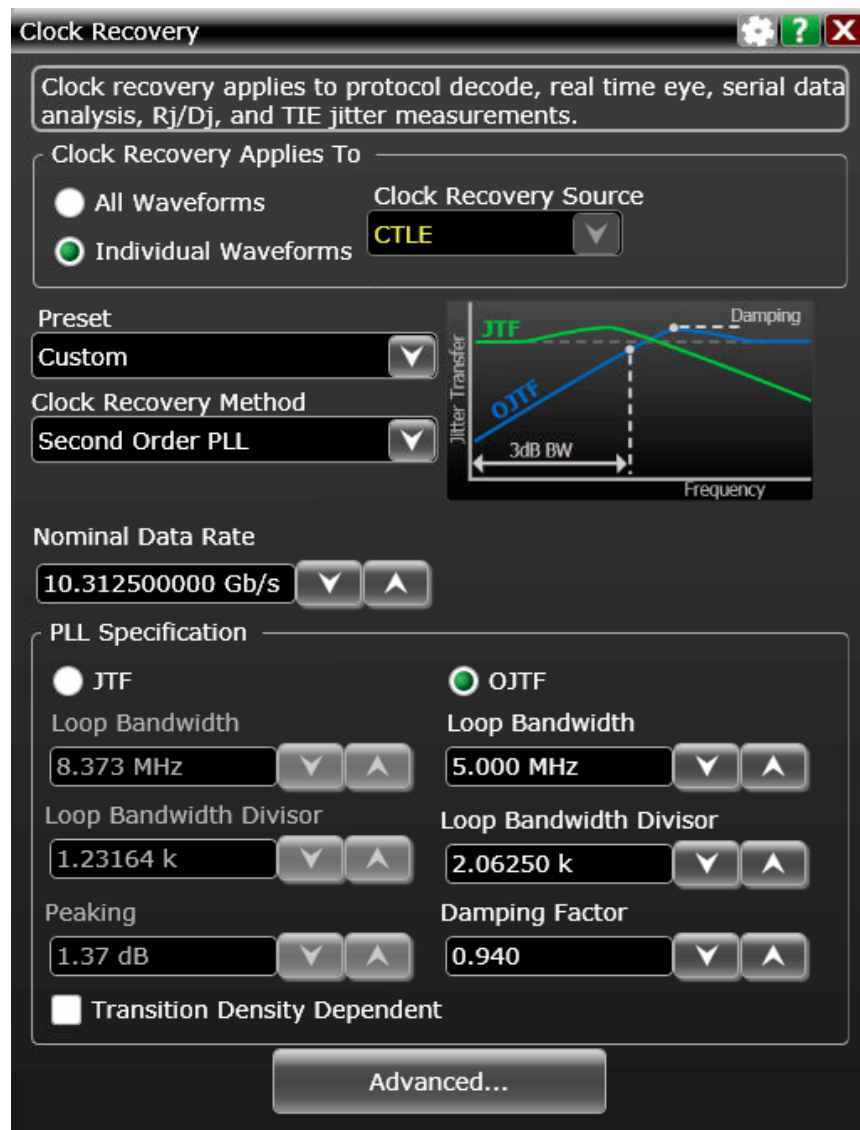 Clock Recovery
?
X
Clock recovery applies to protocol decode, real time eye, serial data
analysis, Rj/Dj, and TIE jitter measurements.
Clock Recovery Applies To
All Waveforms
Individual Waveforms
Clock Recovery Source
CTLE
Preset
Custom
Clock Recovery Method
Second Order PLL
Jitter Transfer
JTF
OJTF
Damping
3dB BW
Frequency
Nominal Data Rate
10.312500000 Gb/s
PLL Specification
JTF
OJTF
Loop Bandwidth
Loop Bandwidth
8.373 MHz
5.000 MHz
Loop Bandwidth Divisor
Loop Bandwidth Divisor
1.23164 k
2.06250 k
Peaking
Damping Factor
1.37 dB
0.940
Transition Density Dependent
Advanced...